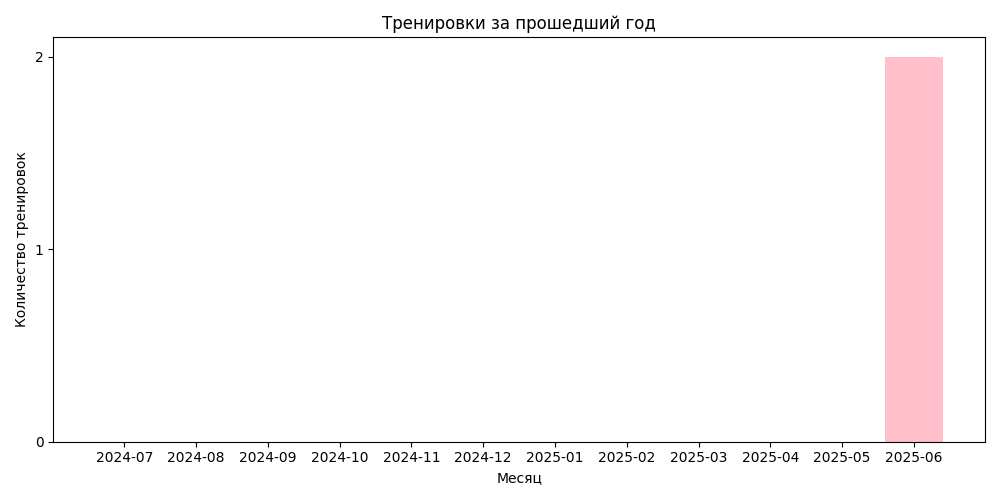 Тренировки за прошедший год
Количество тренировок
2
1
0
2024-07 2024-08 2024-09 2024-10 2024-11 2024-12 2025-01 2025-02 2025-03 2025-04 2025-05 2025-06
Месяц